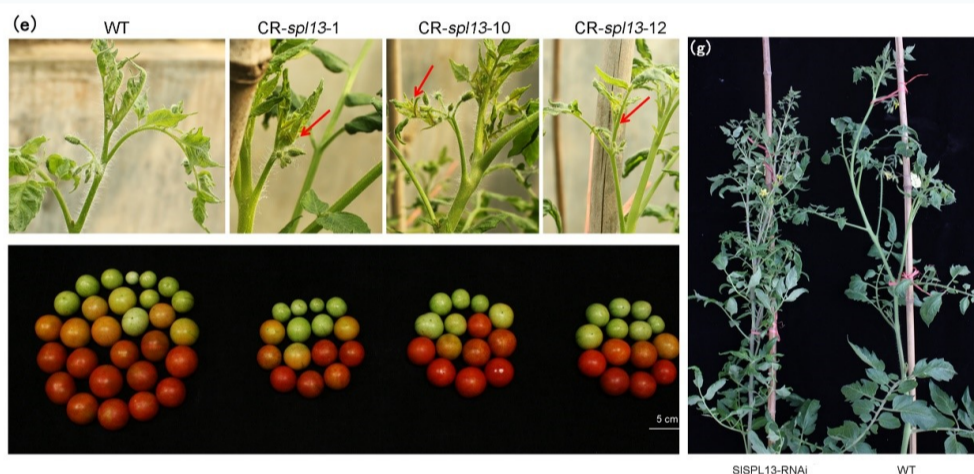 (e)
WT CR-spl13-1 CR-spl13-10 CR-spl13-12
(g)
5 cm
SlSPL13-RNAi WT